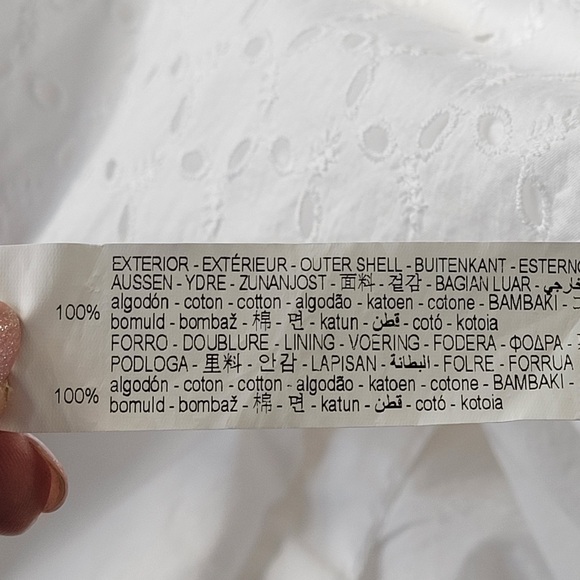 EXTERIOR - EXTÉRIEUR - OUTER SHELL - BUITENKANT -
AUSSEN - YDRE - ZUNANJOST - 面料 - 겉감 - BAGIAN LUAR -
100% algodón - coton - cotton - algodão - katoen - cotone - BAMBAKI -
bomuld - bombaž - 棉 - 면 - katun - قطن - cotó - kotoia
FORRO - DOUBLURE - LINING - VOERING - FODERA - ΦΟΔΡΑ -
PODLOGA - 里料 - 안감 - LAPISAN - البطانة - FOLRE - FORRUA
100% algodón - coton - cotton - algodão - katoen - cotone - BAMBAKI -
bomuld - bombaž - 棉 - 면 - katun - قطن - cotó - kotoia